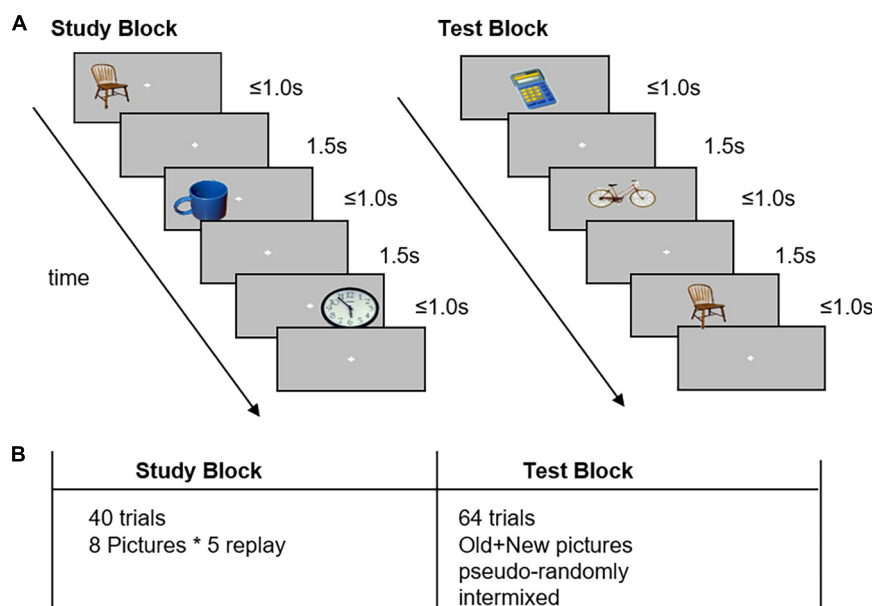 A
Study Block
≤1.0s
1.5s
≤1.0s
1.5s
≤1.0s
time
Test Block
≤1.0s
1.5s
≤1.0s
1.5s
≤1.0s
B
Study Block
40 trials
8 Pictures * 5 replay
Test Block
64 trials
Old+New pictures
pseudo-randomly
intermixed